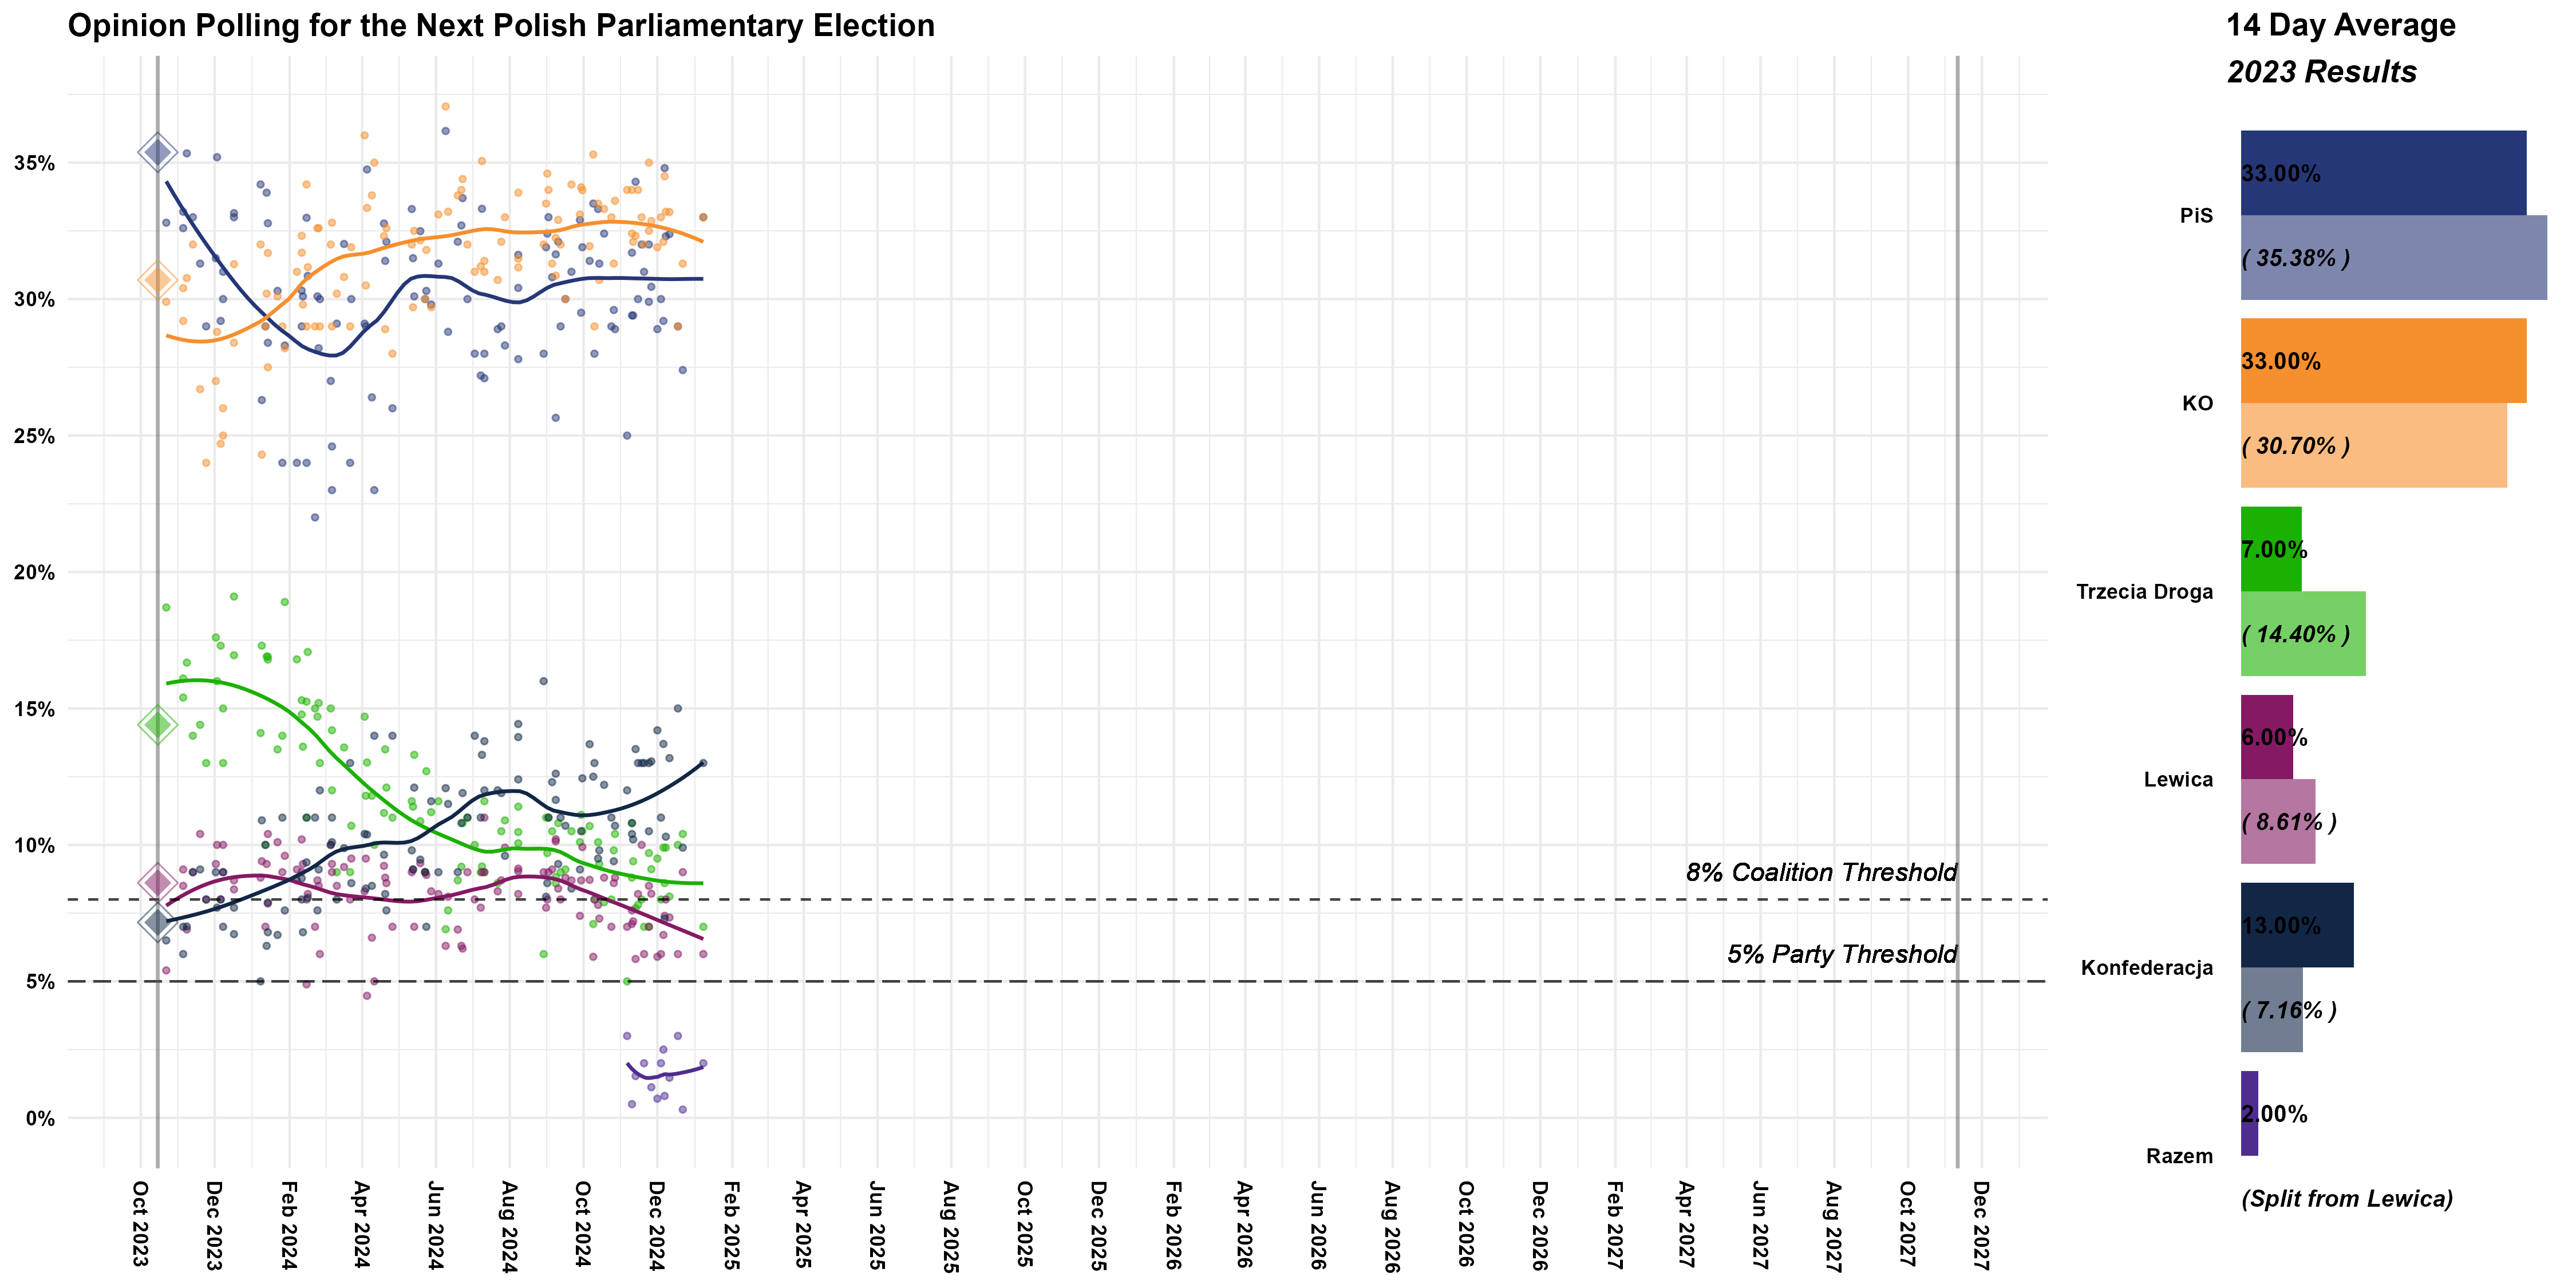 Opinion Polling for the Next Polish Parliamentary Election
14 Day Average
2023 Results
35%
30%
25%
20%
15%
10%
5%
0%
8% Coalition Threshold
5% Party Threshold
Oct 2023
Dec 2023
Feb 2024
Apr 2024
Jun 2024
Aug 2024
Oct 2024
Dec 2024
Feb 2025
Apr 2025
Jun 2025
Aug 2025
Oct 2025
Dec 2025
Feb 2026
Apr 2026
Jun 2026
Aug 2026
Oct 2026
Dec 2026
Feb 2027
Apr 2027
Jun 2027
Aug 2027
Oct 2027
Dec 2027
PiS
33.00%
( 35.38% )
KO
33.00%
( 30.70% )
Trzecia Droga
7.00%
( 14.40% )
Lewica
6.00%
( 8.61% )
Konfederacja
13.00%
( 7.16% )
Razem
2.00%
(Split from Lewica)